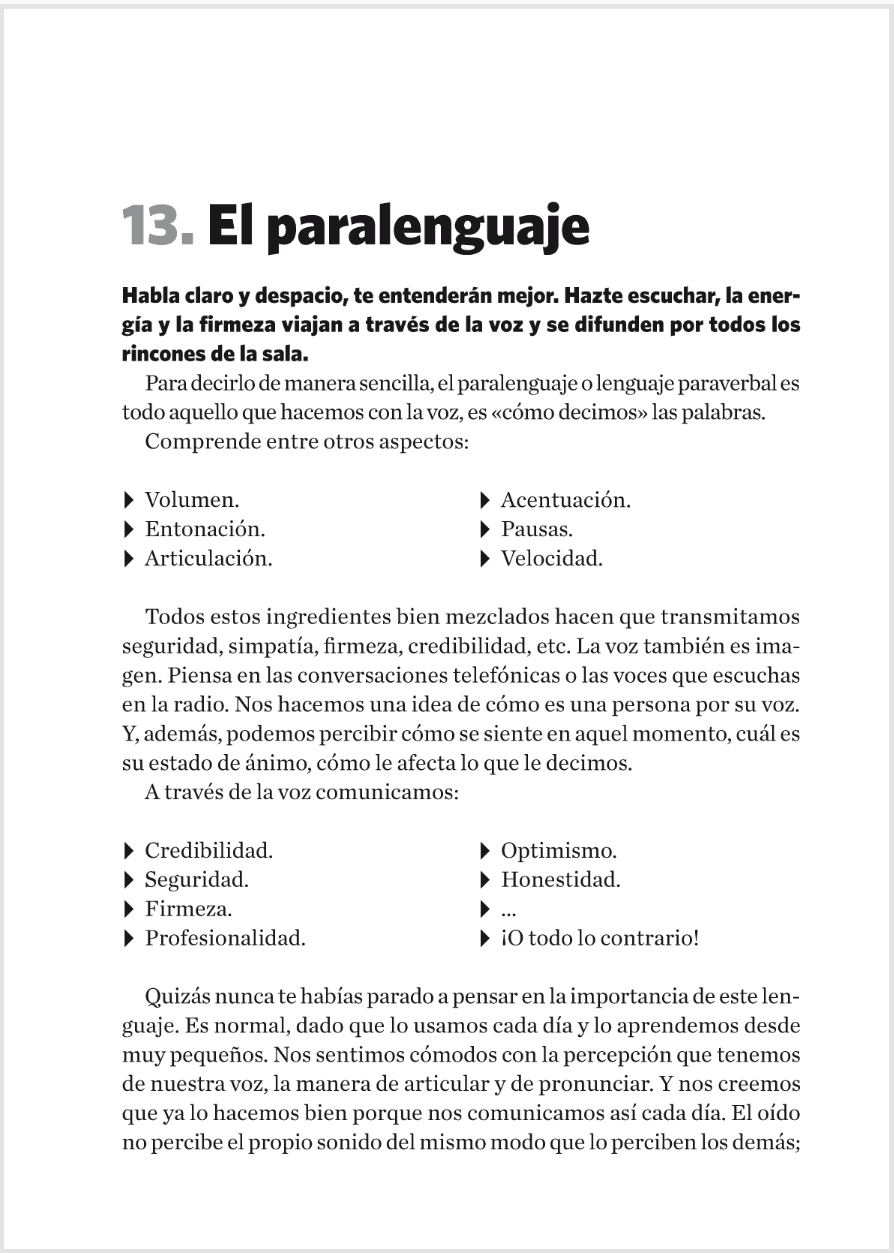 13. El paralenguaje
Habla claro y despacio, te entenderán mejor. Hazte escuchar, la ener-
gía y la firmeza viajan a través de la voz y se difunden por todos los
rincones de la sala.
Para decirlo de manera sencilla, el paralenguaje o lenguaje paraverbal es
todo aquello que hacemos con la voz, es «cómo decimos» las palabras.
Comprende entre otros aspectos:
Volumen.
Entonación.
Articulación.
Acentuación.
Pausas.
Velocidad.
Todos estos ingredientes bien mezclados hacen que transmitamos
seguridad, simpatía, firmeza, credibilidad, etc. La voz también es ima-
gen. Piensa en las conversaciones telefónicas o las voces que escuchas
en la radio. Nos hacemos una idea de cómo es una persona por su voz.
Y, además, podemos percibir cómo se siente en aquel momento, cuál es
su estado de ánimo, cómo le afecta lo que le decimos.
A través de la voz comunicamos:
Credibilidad.
Seguridad.
Firmeza.
Profesionalidad.
Optimismo.
Honestidad.
...
¡O todo lo contrario!
Quizás nunca te habías parado a pensar en la importancia de este len-
guaje. Es normal, dado que lo usamos cada día y lo aprendemos desde
muy pequeños. Nos sentimos cómodos con la percepción que tenemos
de nuestra voz, la manera de articular y de pronunciar. Y nos creemos
que ya lo hacemos bien porque nos comunicamos así cada día. El oído
no percibe el propio sonido del mismo modo que lo perciben los demás;